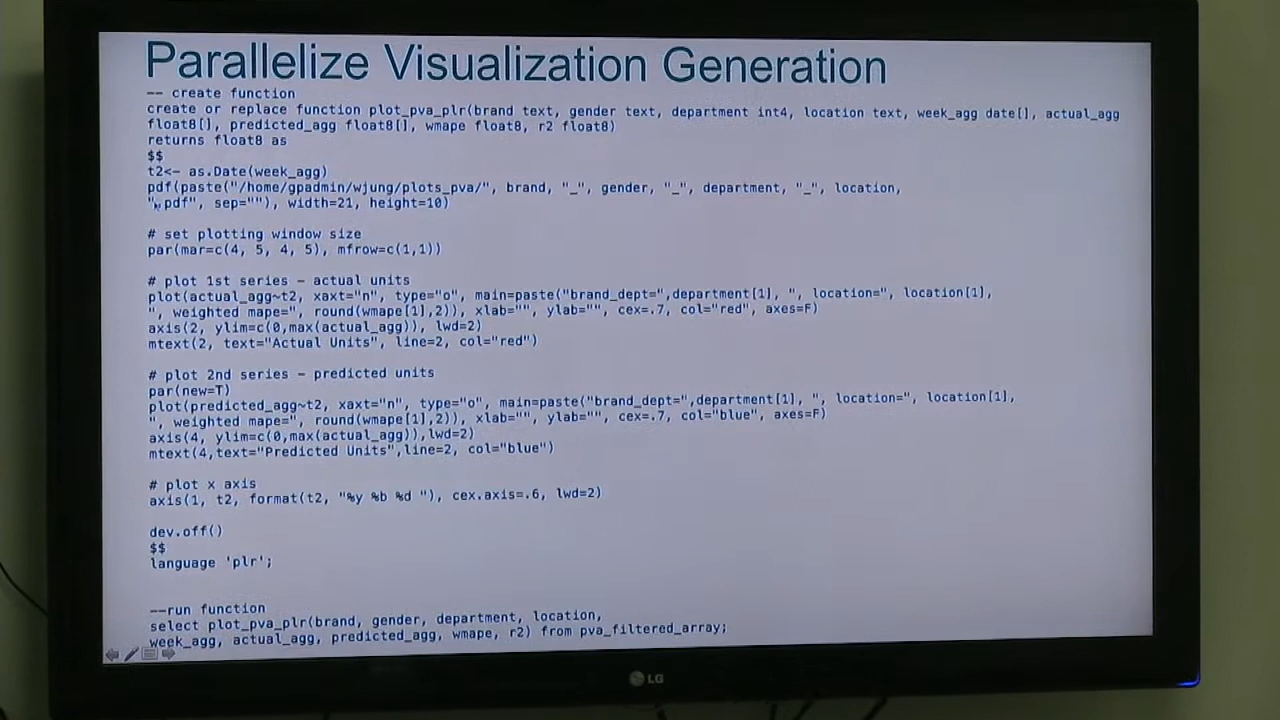 Parallelize Visualization Generation
-- create function
create or replace function plot_pva_plr(brand text, gender text, department int4, location text, week_agg date[], actual_agg
float8[], predicted_agg float8[], wmape float8, r2 float8)
returns float8 as
$$
t2<- as.Date(week_agg)
pdf(paste("/home/gpadmin/wjung/plots_pva/", brand, "_", gender, "_", department, "_", location,
".pdf", sep=""), width=21, height=10)
# set plotting window size
par(mar=c(4, 5, 4, 5), mfrow=c(1,1))
# plot 1st series – actual units
plot(actual_agg~t2, xaxt="n", type="o", main=paste("brand_dept=",department[1], ", location=", location[1],
", weighted mape=", round(wmape[1],2)), xlab="", ylab="", cex=.7, col="red", axes=F)
axis(2, ylim=c(0,max(actual_agg)), lwd=2)
mtext(2, text="Actual Units", line=2, col="red")
# plot 2nd series – predicted units
par(new=T)
plot(predicted_agg~t2, xaxt="n", type="o", main=paste("brand_dept=",department[1], ", location=", location[1],
", weighted mape=", round(wmape[1],2)), xlab="", ylab="", cex=.7, col="blue", axes=F)
axis(4, ylim=c(0,max(actual_agg)),lwd=2)
mtext(4,text="Predicted Units",line=2, col="blue")
# plot x axis
axis(1, t2, format(t2, "%y %b %d "), cex.axis=.6, lwd=2)
dev.off()
$$
language 'plr';
--run function
select plot_pva_plr(brand, gender, department, location,
week_agg, actual_agg, predicted_agg, wmape, r2) from pva_filtered_array;
LG